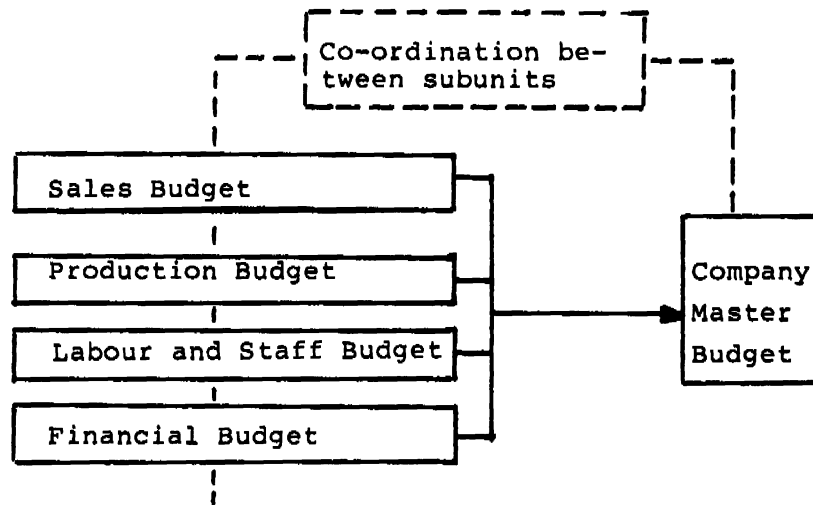 Co-ordination be-
tween subunits
Sales Budget
Production Budget
Labour and Staff Budget
Financial Budget
Company
Master
Budget